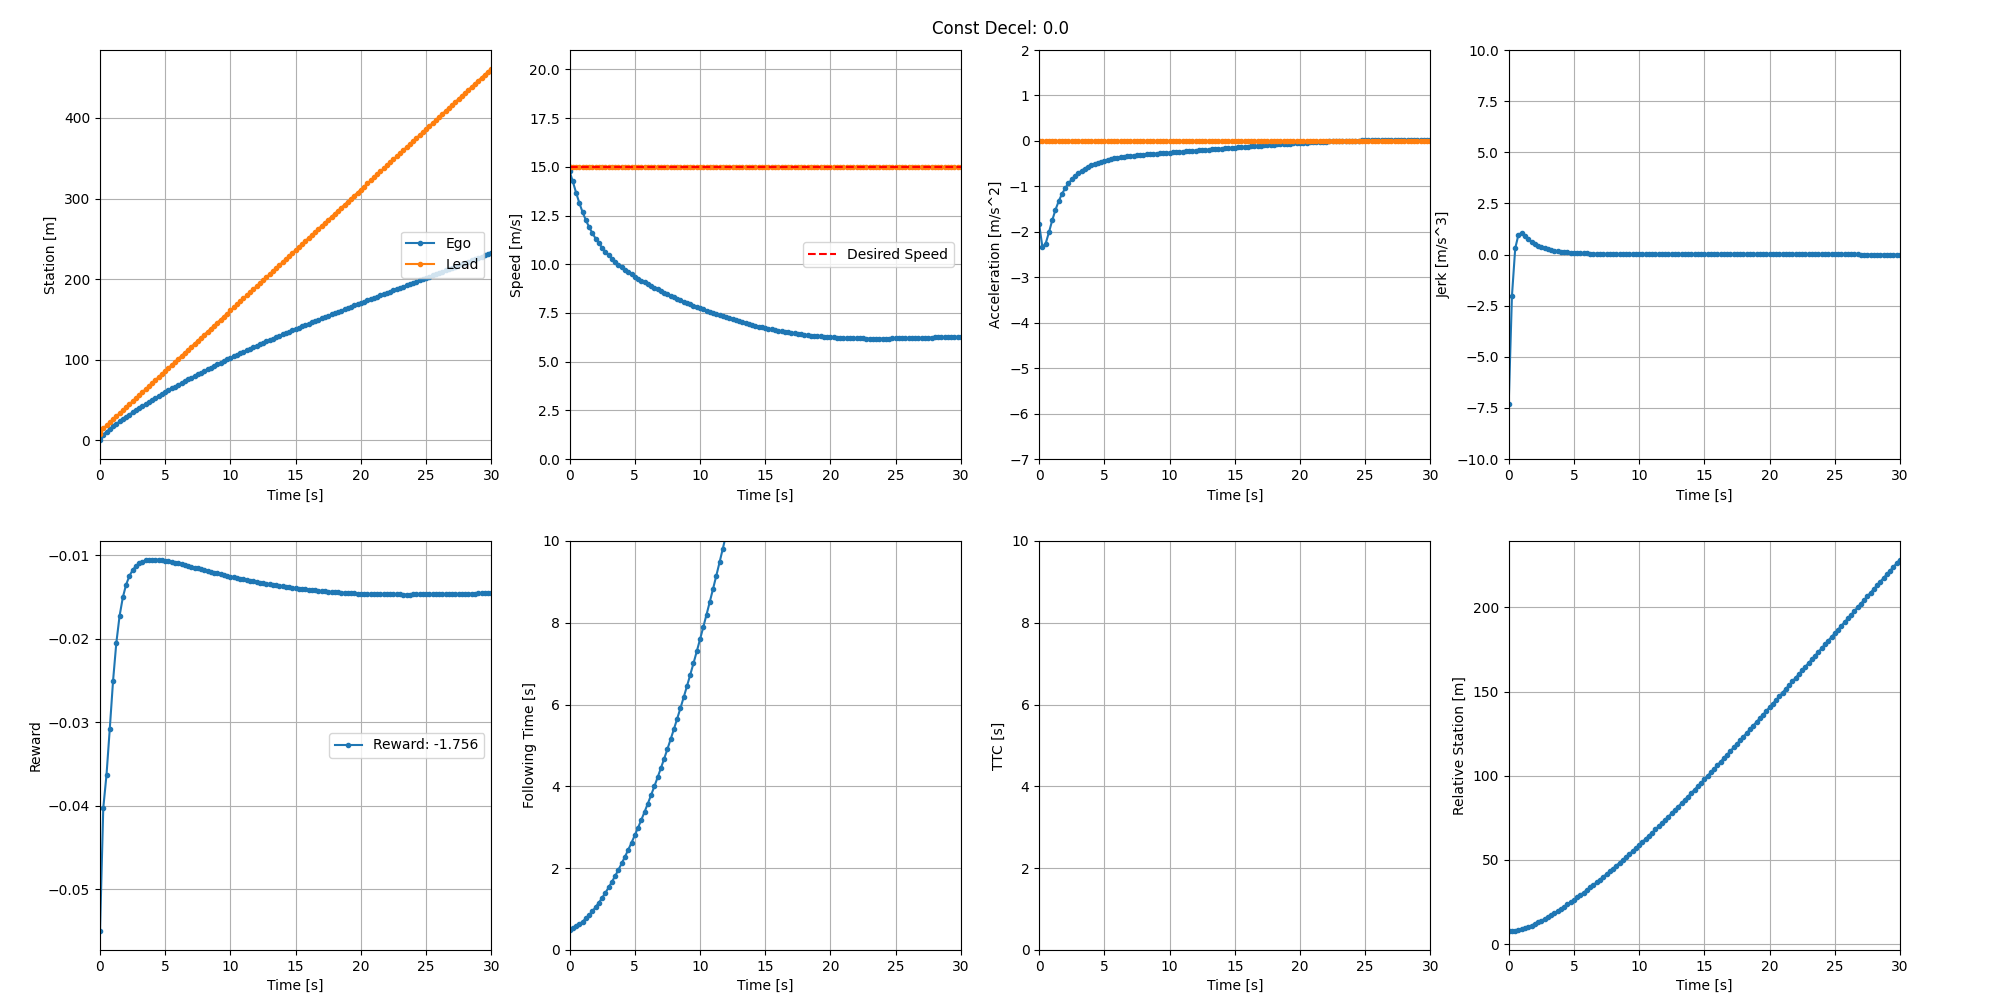 Const Decel: 0.0
Station [m]
400
300
200
100
0
0 5 10 15 20 25 30
Time [s]
Ego
Lead
Speed [m/s]
20.0
17.5
15.0
12.5
10.0
7.5
5.0
2.5
0.0
0 5 10 15 20 25 30
Time [s]
Desired Speed
Acceleration [m/s^2]
2
1
0
−1
−2
−3
−4
−5
−6
−7
0 5 10 15 20 25 30
Time [s]
Jerk [m/s^3]
10.0
7.5
5.0
2.5
0.0
−2.5
−5.0
−7.5
−10.0
0 5 10 15 20 25 30
Time [s]
Reward
−0.01
−0.02
−0.03
−0.04
−0.05
0 5 10 15 20 25 30
Time [s]
Reward: -1.756
Following Time [s]
10
8
6
4
2
0
0 5 10 15 20 25 30
Time [s]
TTC [s]
10
8
6
4
2
0
0 5 10 15 20 25 30
Time [s]
Relative Station [m]
200
150
100
50
0
0 5 10 15 20 25 30
Time [s]